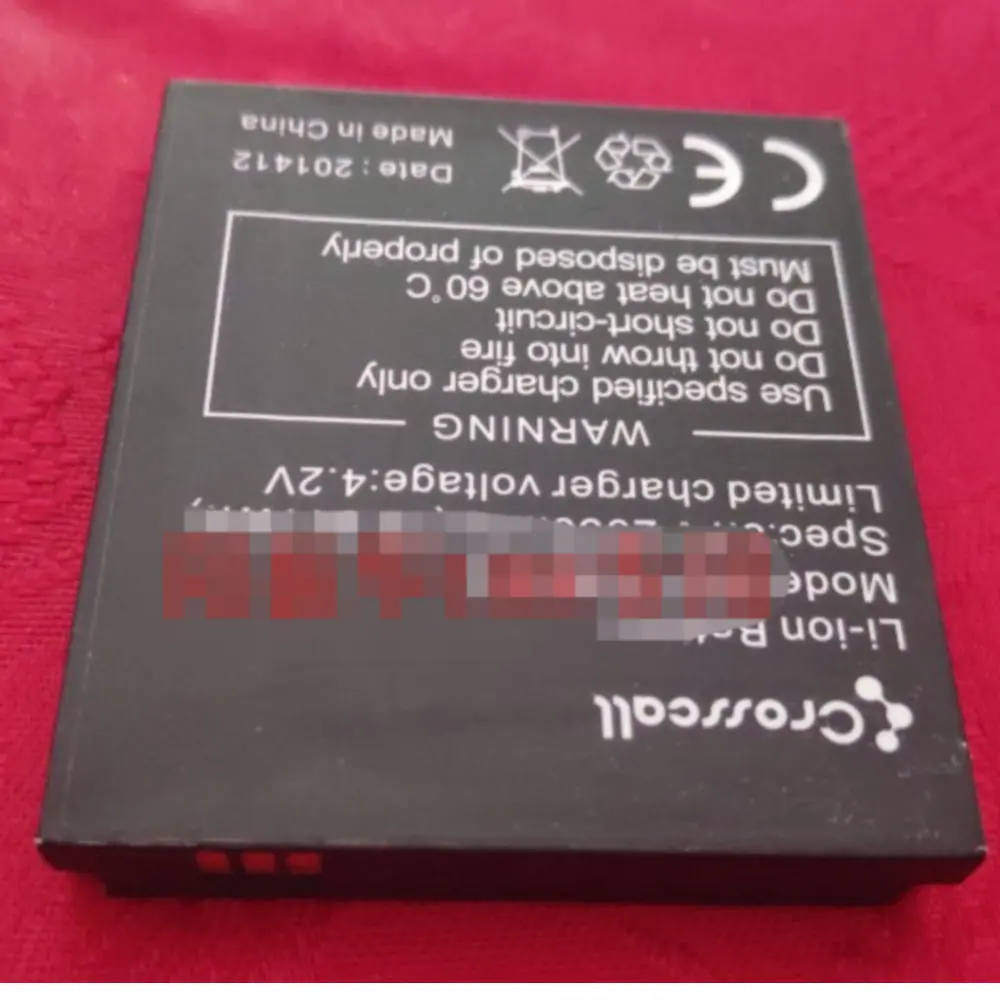 Crosscall
Li-ion
Spec:
Limited charger voltage:4.2V
WARNING
Use specified charger only
Do not throw into fire
Do not short-circuit
Do not heat above 60°C
Must be disposed of properly
CE
Date : 201412
Made in China